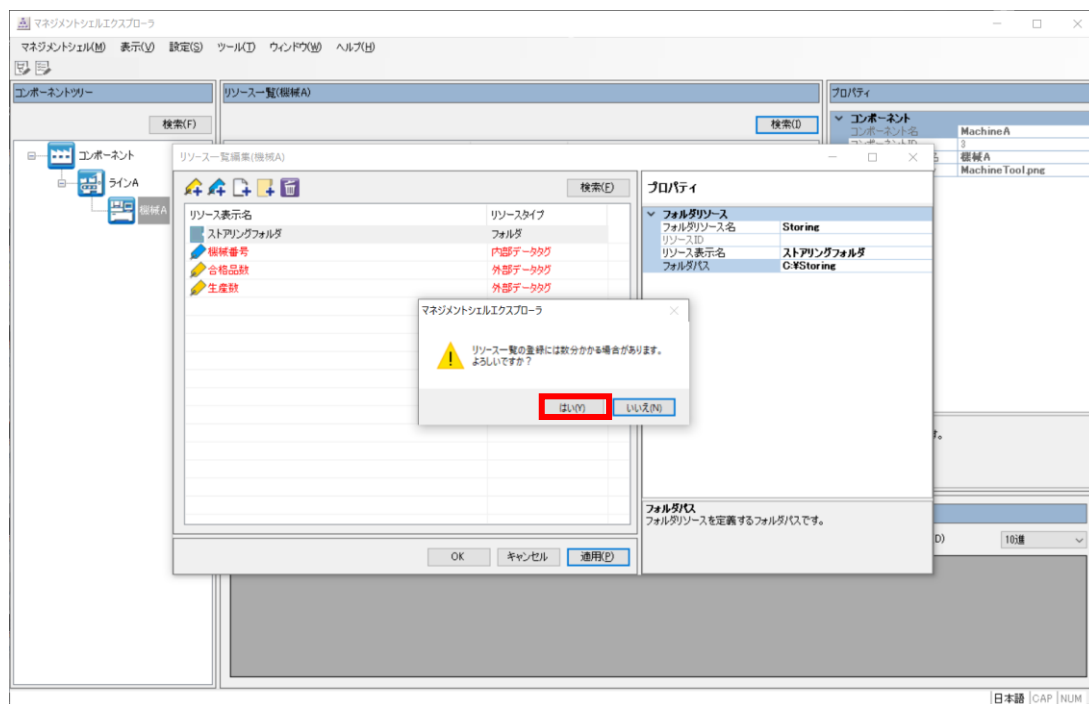 マネジメントシェルエクスプローラ
マネジメントシェル(M) 表示(V) 設定(S) ツール(T) ウィンドウ(W) ヘルプ(H)
コンポーネントツリー
リソース一覧(機械A)
プロパティ
検索(F)
検索(I)
コンポーネント
コンポーネント名 MachineA
3
機械A
MachineTool.png
コンポーネント
ラインA
機械A
リソース一覧編集(機械A)
検索(F)
プロパティ
リソース表示名 リソースタイプ
ストアリングフォルダ フォルダ
機械番号 内部データタグ
合格品数 外部データタグ
生産数 外部データタグ
フォルダリソース
フォルダリソース名 Storing
リソースID
リソース表示名 ストアリングフォルダ
フォルダパス C:¥Storing
マネジメントシェルエクスプローラ
リソース一覧の登録には数分かかる場合があります。
よろしいですか？
はい(Y) いいえ(N)
す。
フォルダパス
フォルダリソースを定義するフォルダパスです。
OK キャンセル 適用(P)
D) 10進
日本語 CAP NUM